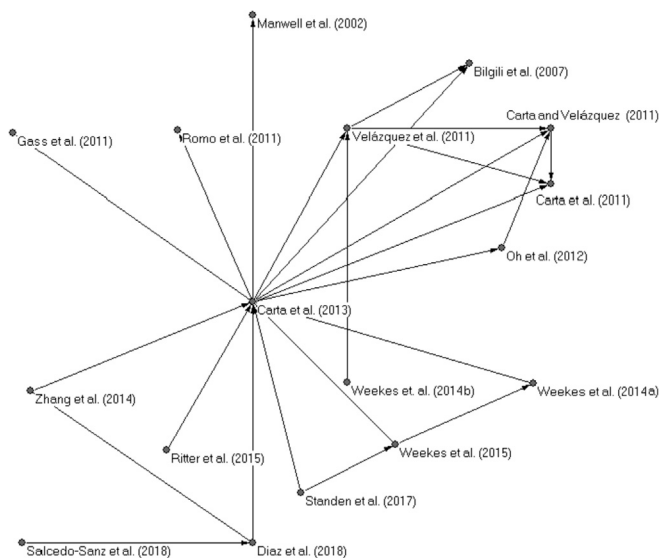 Manwell et al. (2002)
Bilgili et al. (2007)
Carta and Velázquez (2011)
Gass et al. (2011)
Romo et al. (2011)
Velázquez et al. (2011)
Carta et al. (2011)
Oh et al. (2012)
Carta et al. (2013)
Zhang et al. (2014)
Weekes et. al. (2014b)
Weekes et al. (2014a)
Ritter et al. (2015)
Weekes et al. (2015)
Standen et al. (2017)
Salcedo-Sanz et al. (2018)
Diaz et al. (2018)